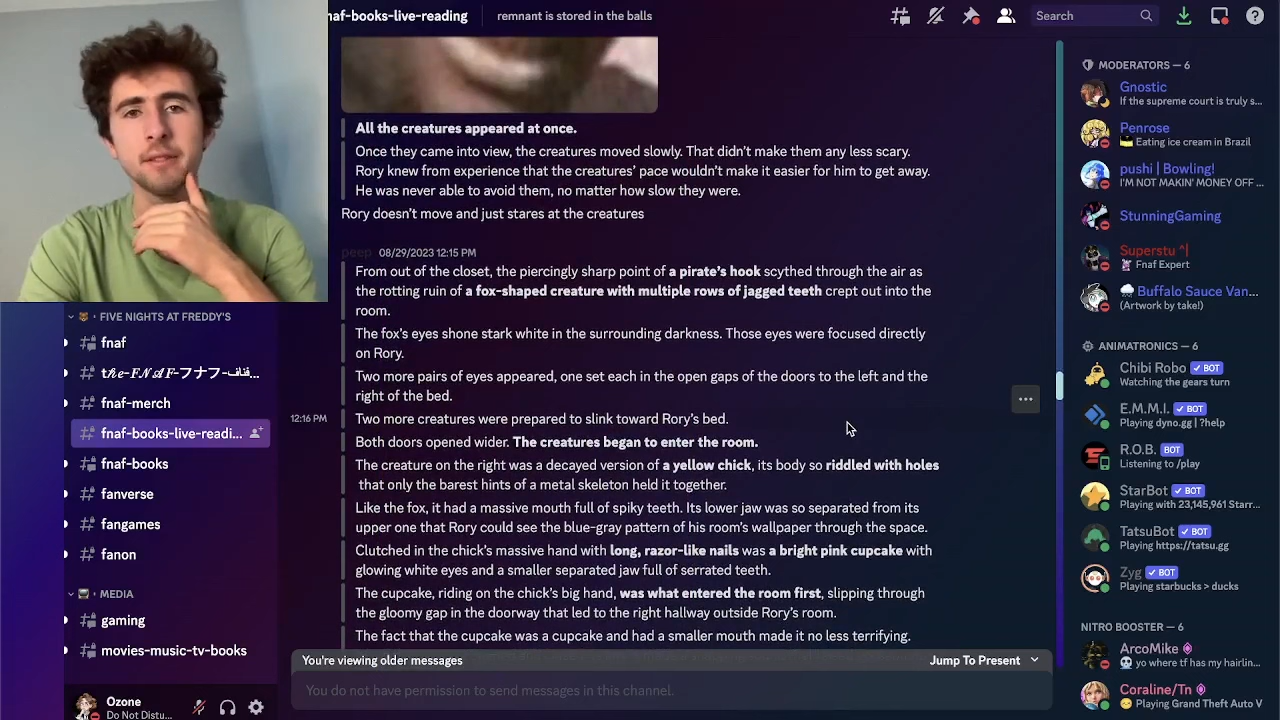 naf-books-live-reading
remnant is stored in the balls
Search
All the creatures appeared at once.
Once they came into view, the creatures moved slowly. That didn't make them any less scary.
Rory knew from experience that the creatures' pace wouldn't make it easier for him to get away.
He was never able to avoid them, no matter how slow they were.
Rory doesn't move and just stares at the creatures
peep 08/29/2023 12:15 PM
From out of the closet, the piercingly sharp point of a pirate's hook scythed through the air as
the rotting ruin of a fox-shaped creature with multiple rows of jagged teeth crept out into the
room.
The fox's eyes shone stark white in the surrounding darkness. Those eyes were focused directly
on Rory.
Two more pairs of eyes appeared, one set each in the open gaps of the doors to the left and the
right of the bed.
12:16 PM
Two more creatures were prepared to slink toward Rory's bed.
Both doors opened wider. The creatures began to enter the room.
The creature on the right was a decayed version of a yellow chick, its body so riddled with holes
that only the barest hints of a metal skeleton held it together.
Like the fox, it had a massive mouth full of spiky teeth. Its lower jaw was so separated from its
upper one that Rory could see the blue-gray pattern of his room's wallpaper through the space.
Clutched in the chick's massive hand with long, razor-like nails was a bright pink cupcake with
glowing white eyes and a smaller separated jaw full of serrated teeth.
The cupcake, riding on the chick's big hand, was what entered the room first, slipping through
the gloomy gap in the doorway that led to the right hallway outside Rory's room.
The fact that the cupcake was a cupcake and had a smaller mouth made it no less terrifying.
You're viewing older messages
Jump To Present
You do not have permission to send messages in this channel.
FIVE NIGHTS AT FREDDY'S
fnaf
fnaf-merch
fnaf-books-live-readi...
fnaf-books
fanverse
fangames
fanon
MEDIA
gaming
movies-music-tv-books
Ozone
Do Not Distu...
MODERATORS — 6
Gnostic
If the supreme court is truly s...
Penrose
Eating ice cream in Brazil
pushi | Bowling!
I'M NOT MAKIN' MONEY OFF ...
StunningGaming
Superstu ^|
Fnaf Expert
Buffalo Sauce Van...
(Artwork by thek!)
ANIMATRONICS — 6
Chibi Robo BOT
Watching the gears turn
E.M.M.I. BOT
Playing dyno.gg | ?help
R.O.B. BOT
Listening to /play
StarBot BOT
Playing with 23,145,961 Starr...
TatsuBot BOT
Playing https://tatsu.gg
Zyg BOT
Playing starbucks > ducks
NITRO BOOSTER — 6
ArcoMike
yo where tf has my hairlin...
Coraline/Tn
Playing Grand Theft Auto V